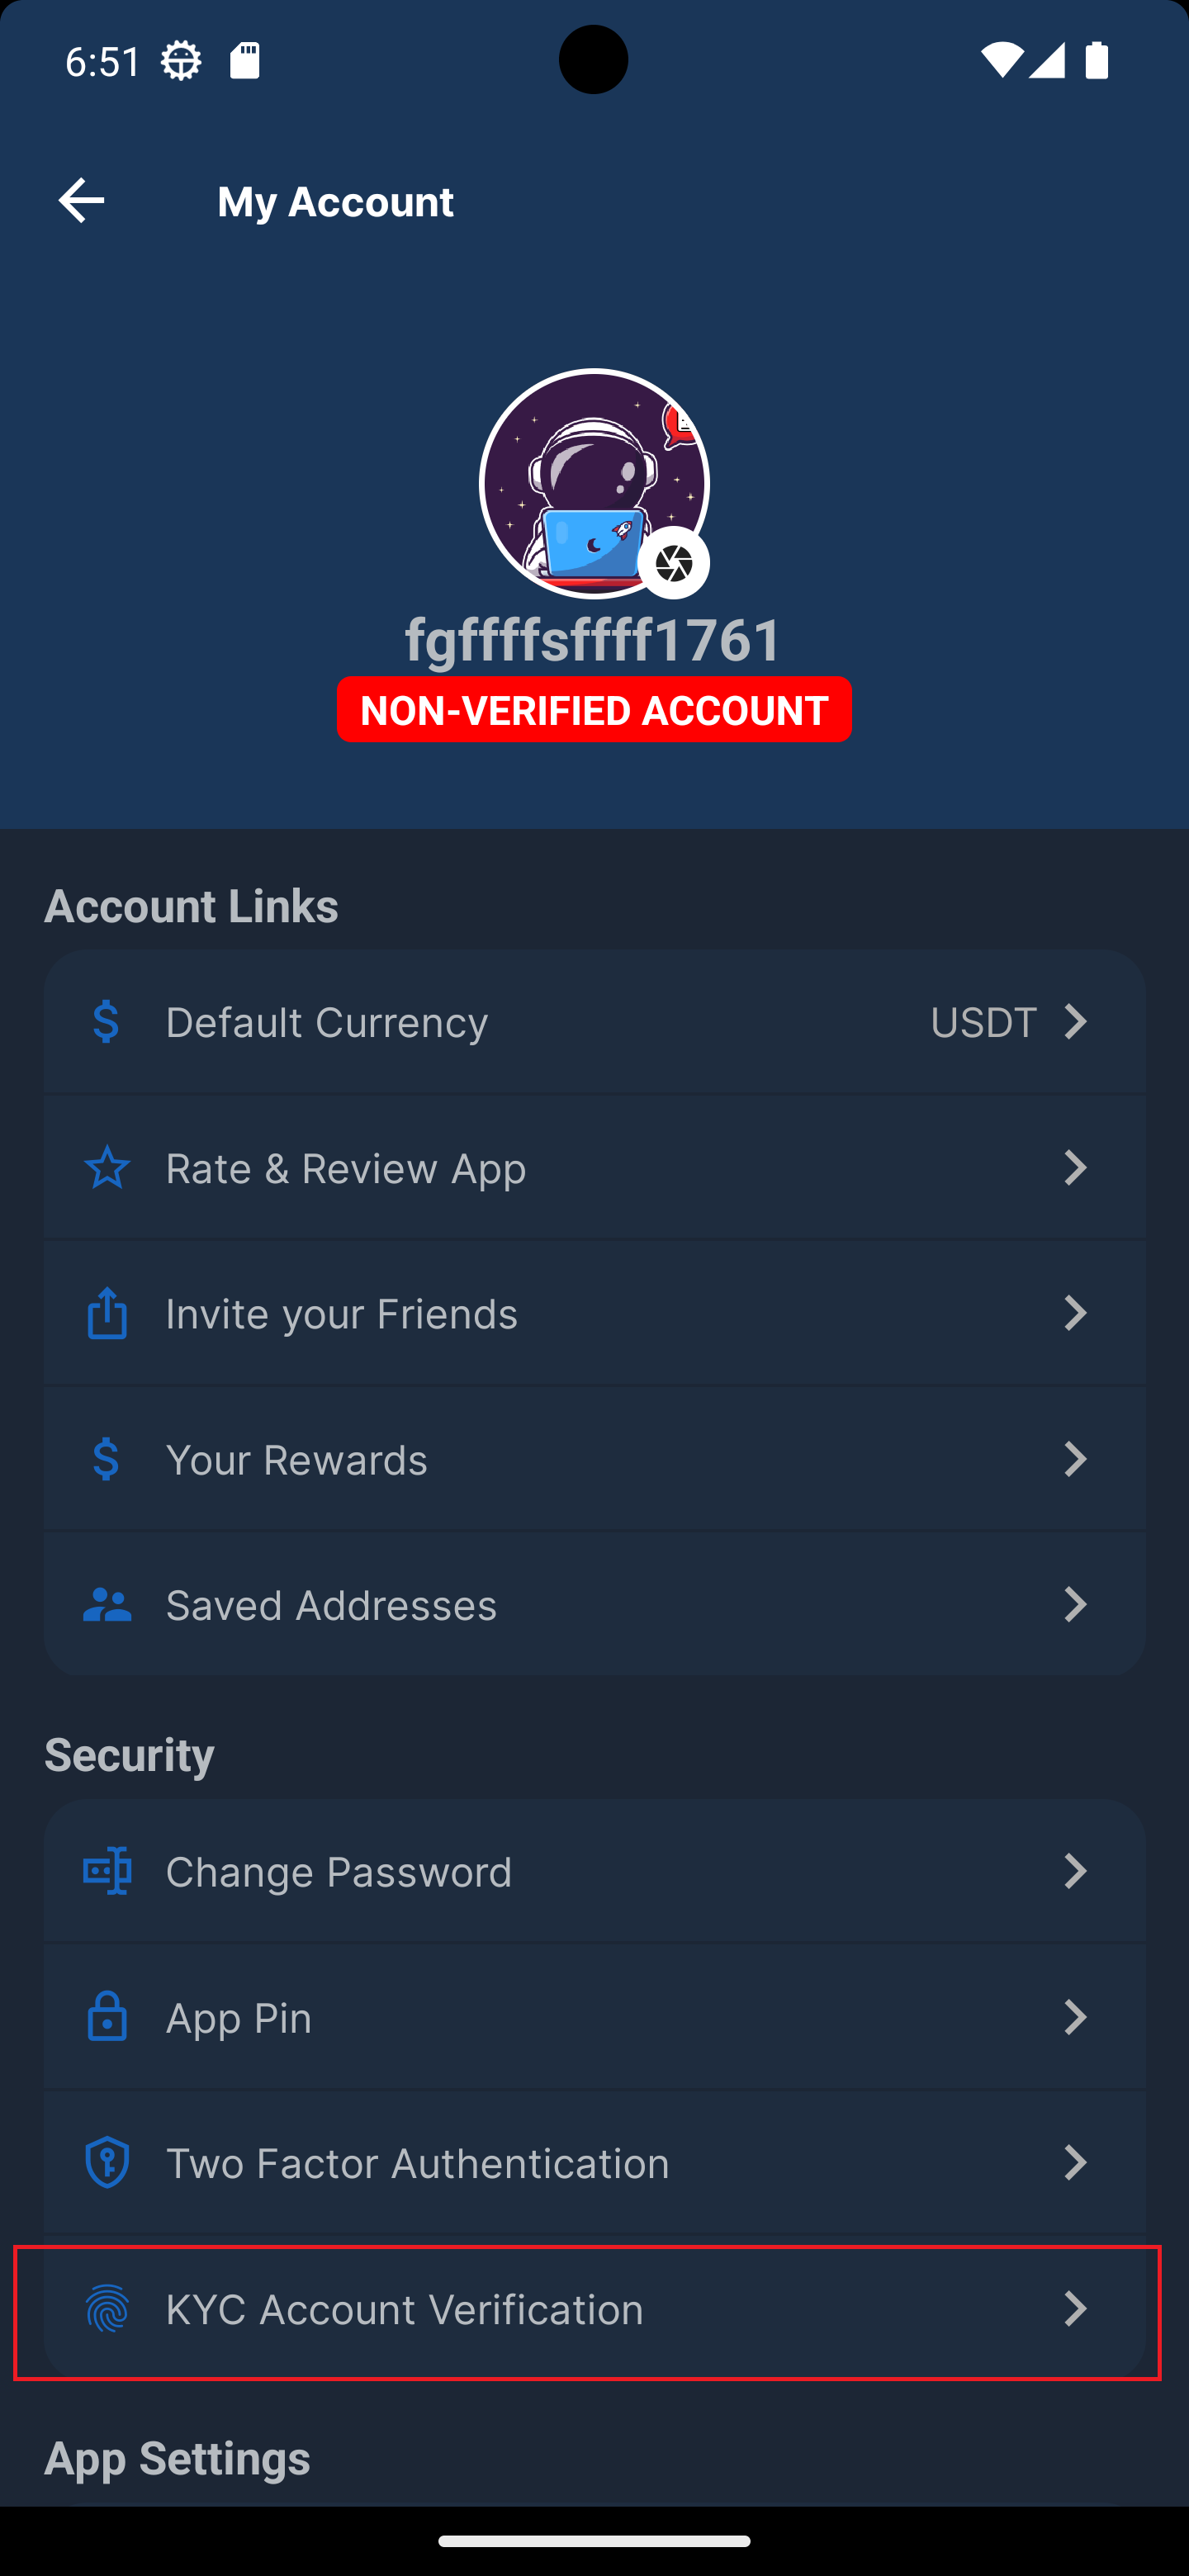 6:51
My Account
fgffffsffff1761
NON-VERIFIED ACCOUNT
Account Links
Default Currency USDT
Rate & Review App
Invite your Friends
Your Rewards
Saved Addresses
Security
Change Password
App Pin
Two Factor Authentication
KYC Account Verification
App Settings